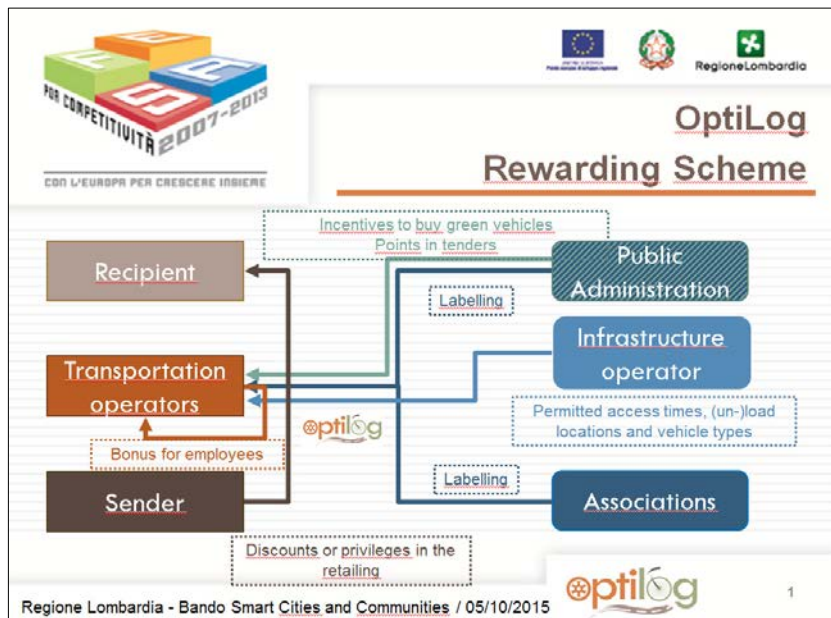 POR COMPETITIVITÀ 2007-2013
CON L'EUROPA PER CRESCERE INSIEME
RegioneLombardia
OptiLog
Rewarding Scheme
Incentives to buy green vehicles
Points in tenders
Recipient
Public
Administration
Labelling
Infrastructure
operator
Transportation
operators
Permitted access times, (un-)load
locations and vehicle types
optilog
Bonus for employees
Labelling
Sender
Associations
Discounts or privileges in the
retailing
optilog
1
Regione Lombardia - Bando Smart Cities and Communities / 05/10/2015